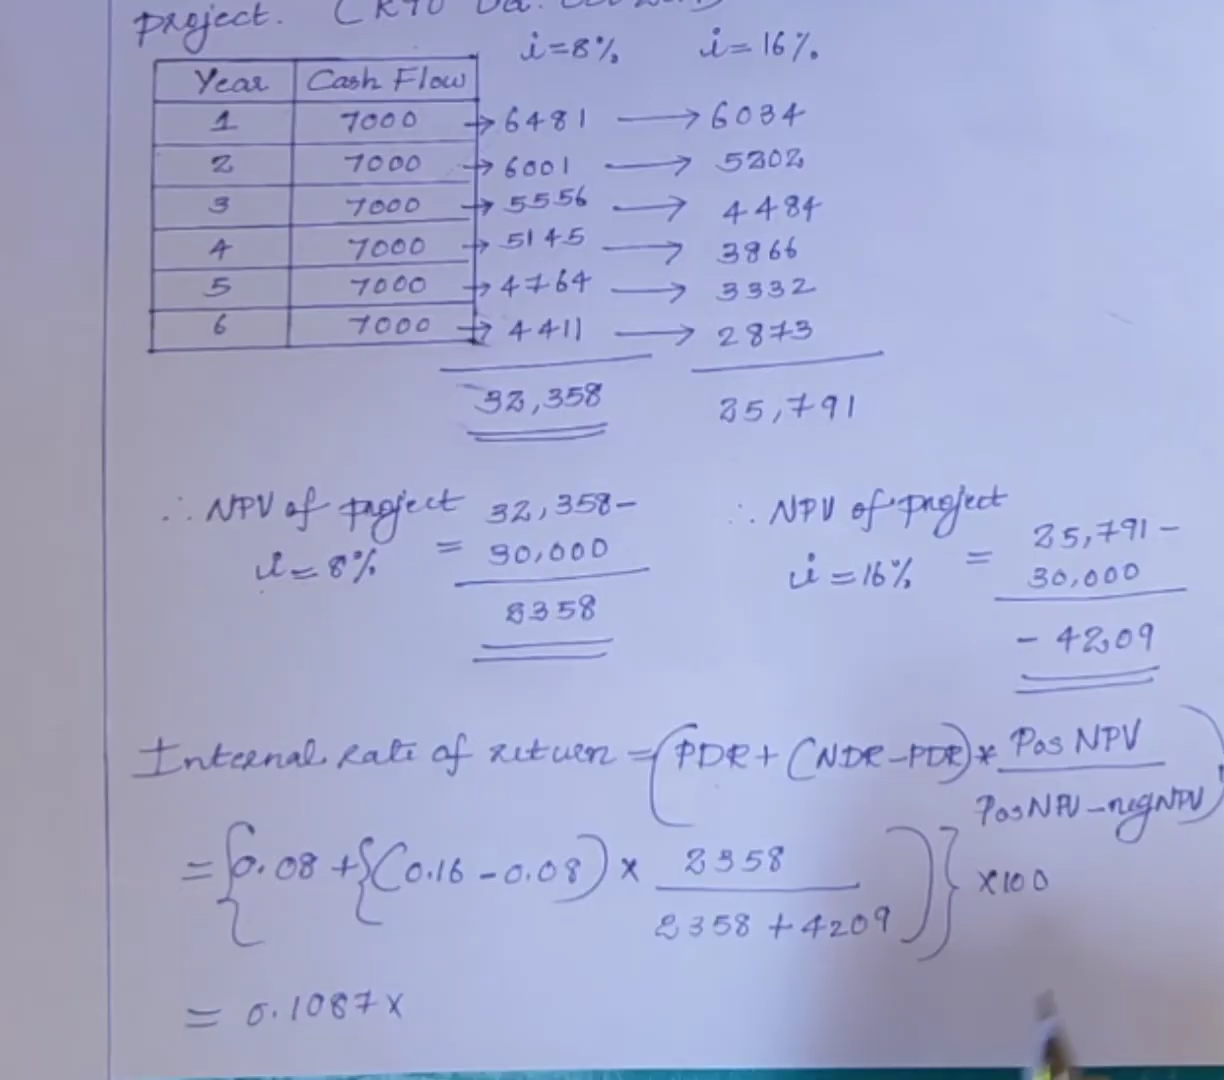 project.
i=8% i=16%
Year Cash Flow
1 7000 → 6481 → 6034
2 7000 → 6001 → 5202
3 7000 → 5556 → 4484
4 7000 → 5145 → 3866
5 7000 → 4764 → 3332
6 7000 → 4411 → 2873
32,358 25,791
∴ NPV of project i=8% = 32,358-
30,000
2358
∴ NPV of project i=16% = 25,791-
30,000
- 4209
Internal rate of return = (PDR + (NDR-PDR) * Pos NPV / Pos NPV - neg NPV)
= {0.08 + {(0.16 - 0.08) × 2358 / 2358 + 4209)} × 100
= 0.1087 ×